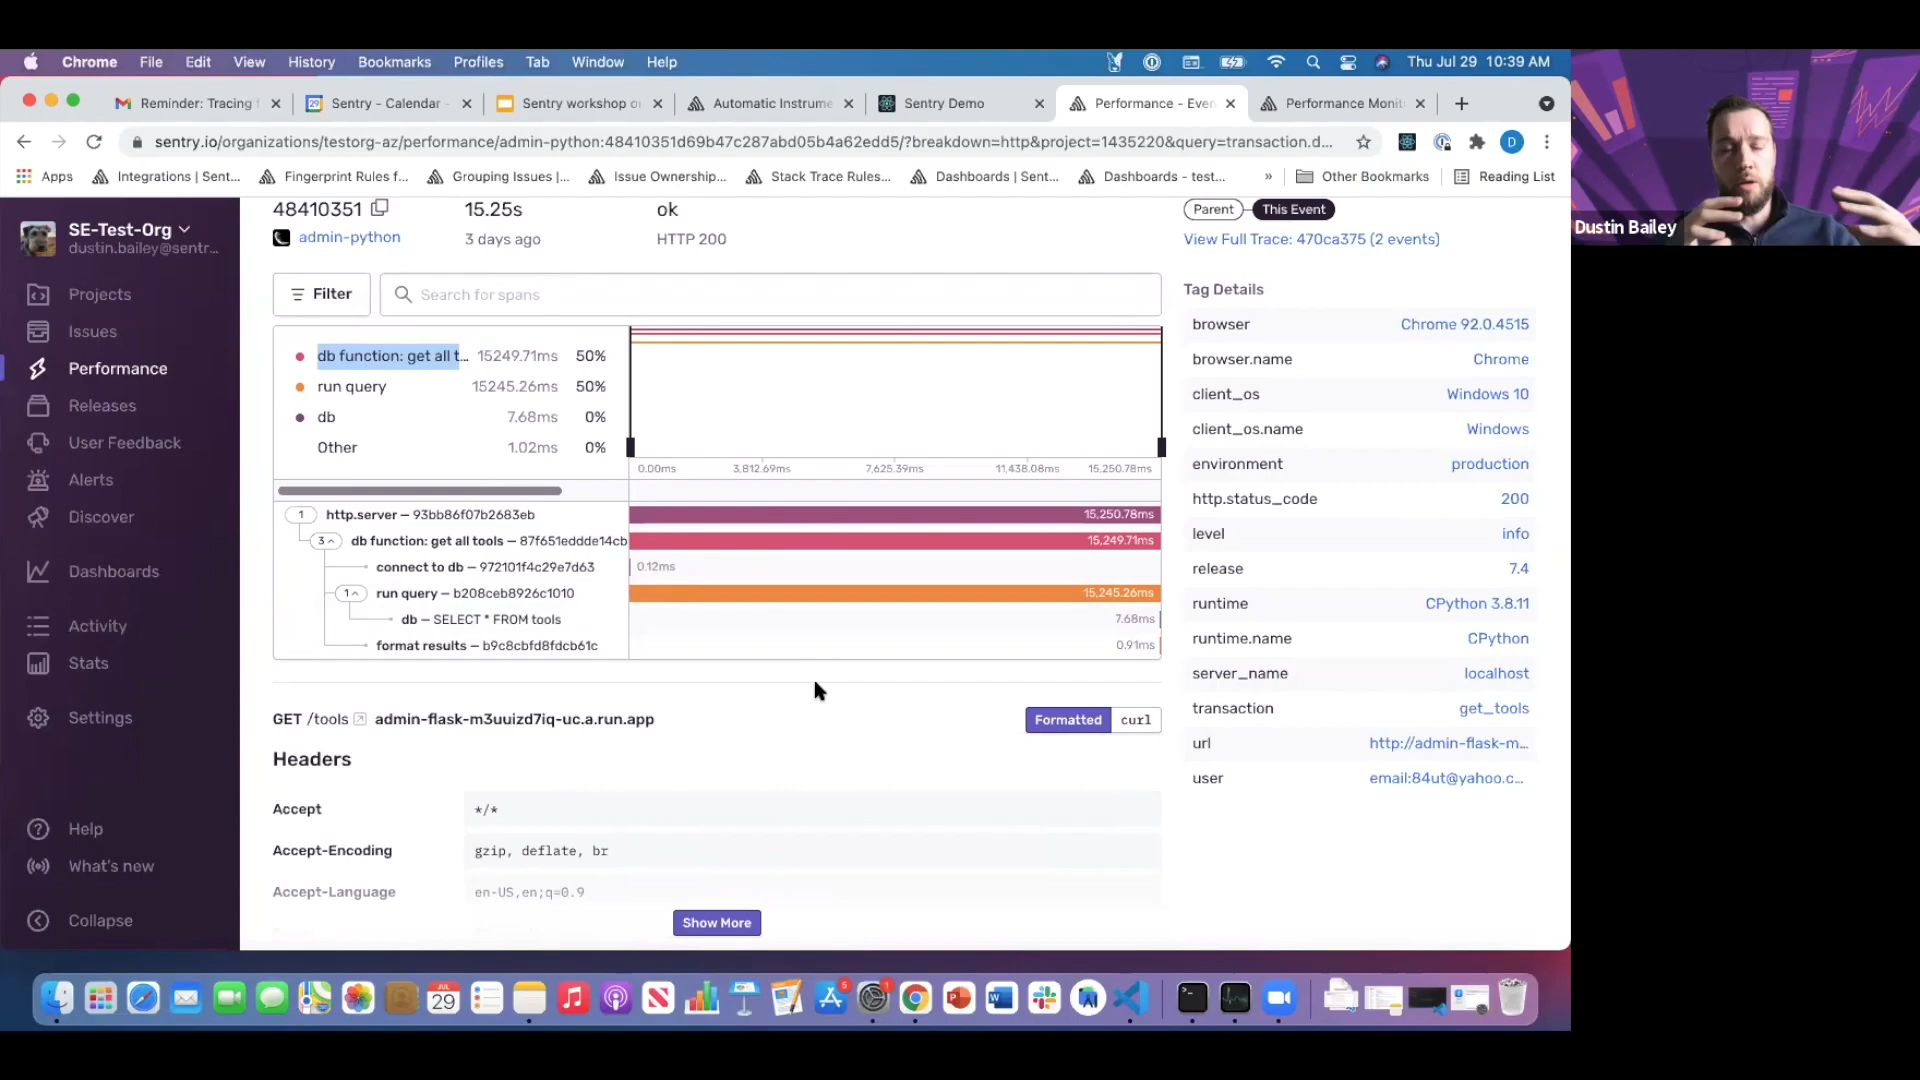 Chrome File Edit View History Bookmarks Profiles Tab Window Help Thu Jul 29 10:39 AM
Reminder: Tracing Sentry - Calendar - Sentry workshop Automatic Instrume Sentry Demo Performance - Even Performance Monit
sentry.io/organizations/testorg-az/performance/admin-python:48410351d69b47c287abd05b4a62edd5/?breakdown=http&project=1435220&query=transaction.d... D
Apps Integrations | Sent... Fingerprint Rules f... Grouping Issues |... Issue Ownership... Stack Trace Rules... Dashboards | Sent... Dashboards - test... » Other Bookmarks Reading List
SE-Test-Org
dustin.bailey@sentr...
Projects
Issues
Performance
Releases
User Feedback
Alerts
Discover
Dashboards
Activity
Stats
Settings
Help
What's new
Collapse
48410351 15.25s ok
admin-python 3 days ago HTTP 200
Filter Search for spans
db function: get all t... 15249.71ms 50%
run query 15245.26ms 50%
db 7.68ms 0%
Other 1.02ms 0%
0.00ms 3,812.69ms 7,625.39ms 11,438.08ms 15,250.78ms
1 http.server — 93bb86f07b2683eb 15,250.78ms
3 db function: get all tools — 87f651eddde14cb 15,249.71ms
connect to db — 972101f4c29e7d63 0.12ms
1 run query — b208ceb8926c1010 15,245.26ms
db — SELECT * FROM tools 7.68ms
format results — b9c8cbfd8fdcb61c 0.91ms
GET /tools admin-flask-m3uuizd7iq-uc.a.run.app Formatted curl
Headers
Accept */*
Accept-Encoding gzip, deflate, br
Accept-Language en-US,en;q=0.9
Show More
Parent This Event
View Full Trace: 470ca375 (2 events)
Tag Details
browser Chrome 92.0.4515
browser.name Chrome
client_os Windows 10
client_os.name Windows
environment production
http.status_code 200
level info
release 7.4
runtime CPython 3.8.11
runtime.name CPython
server_name localhost
transaction get_tools
url http://admin-flask-m...
user email:84ut@yahoo.c...
Dustin Bailey
JUL
29
5
1